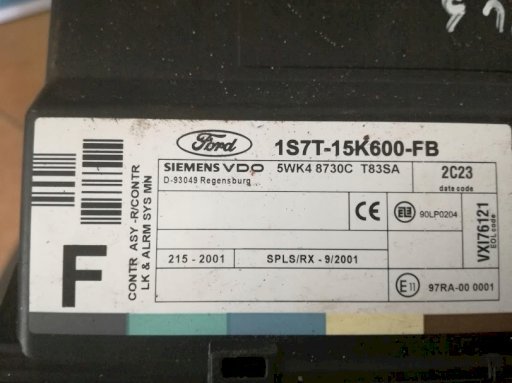 Ford
1S7T-15K600-FB
SIEMENS VDO 5WK4 8730C T83SA
D-93049 Regensburg
2C23
date code
CE
90LP0204
VXI76121
EOL code
215 - 2001
SPLS/RX - 9/2001
E11
97RA-00 0001
CONTR ASY -R/CONTR
LK & ALRM SYS MN
F